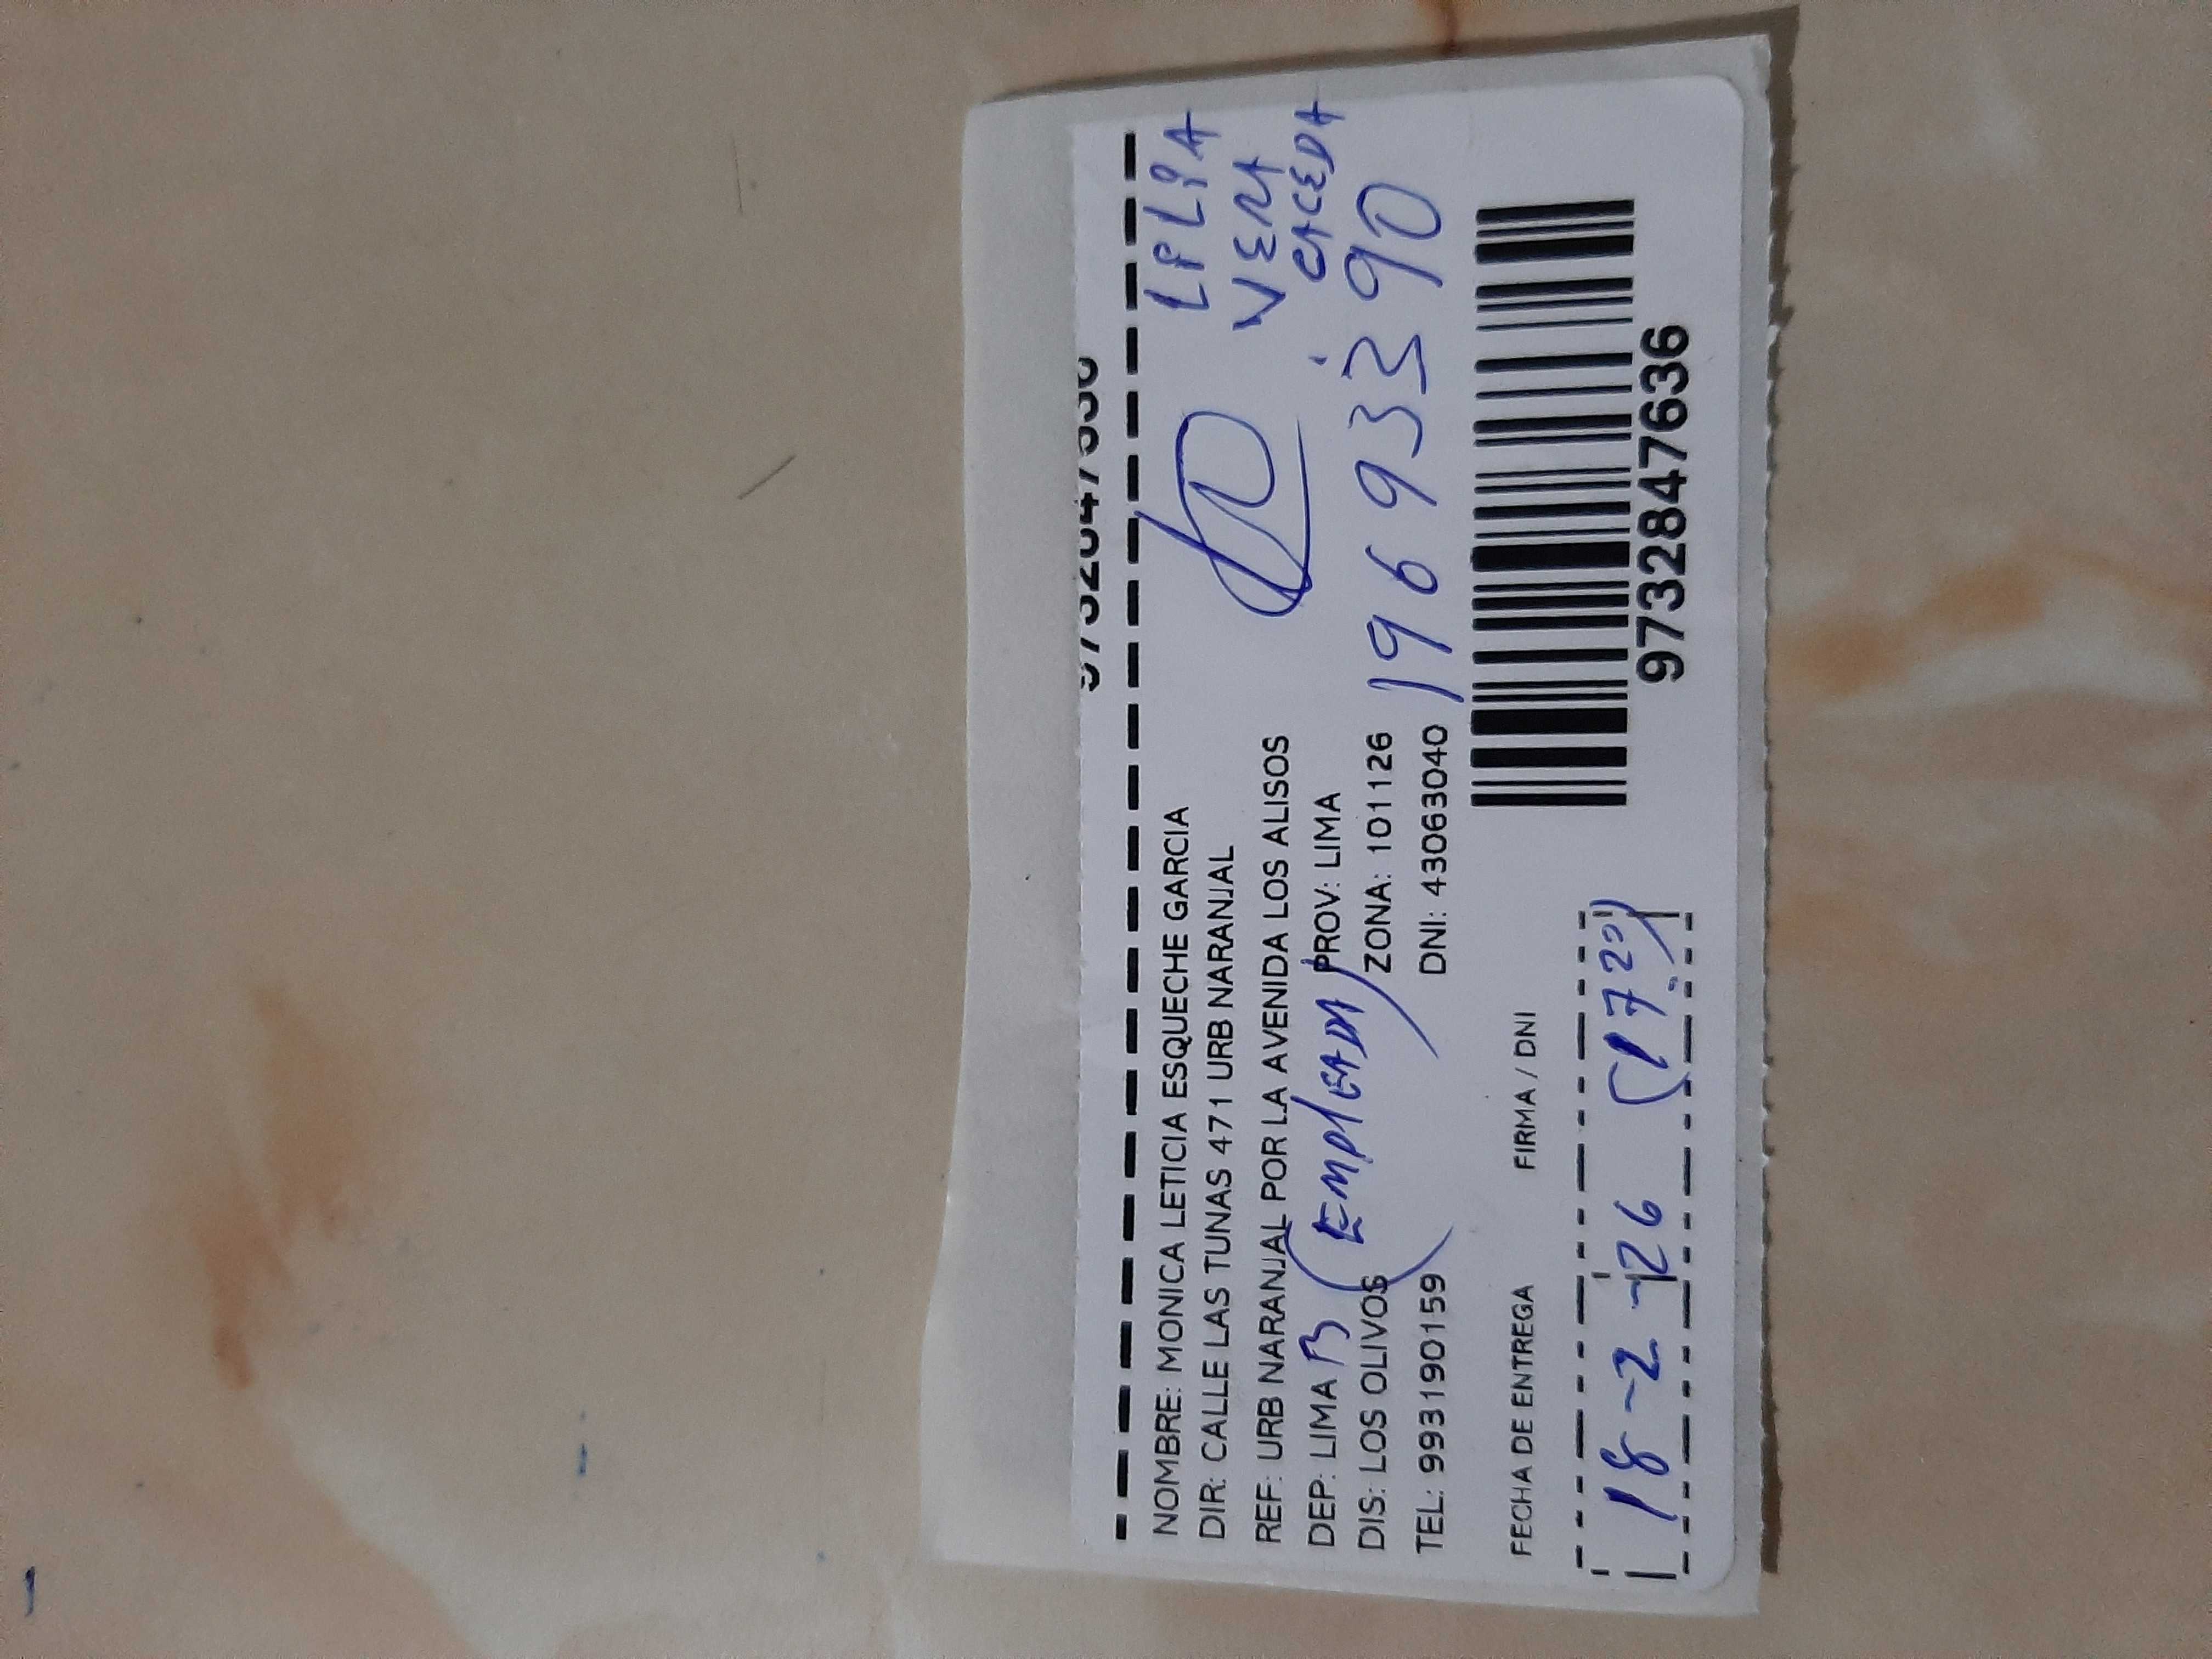 NOMBRE: MONICA LETICIA ESQUECHE GARCIA
DIR: CALLE LAS TUNAS 471 URB NARANJAL
REF: URB NARANJAL POR LA AVENIDA LOS ALISOS
DEP: LIMA PROV: LIMA
DIS: LOS OLIVOS ZONA: 101126
TEL: 993190159 DNI: 43063040
(EMPLEADA)
LILIA
VERA
CACEDA
19693390
FECHA DE ENTREGA FIRMA / DNI
18-2-26
9732847636